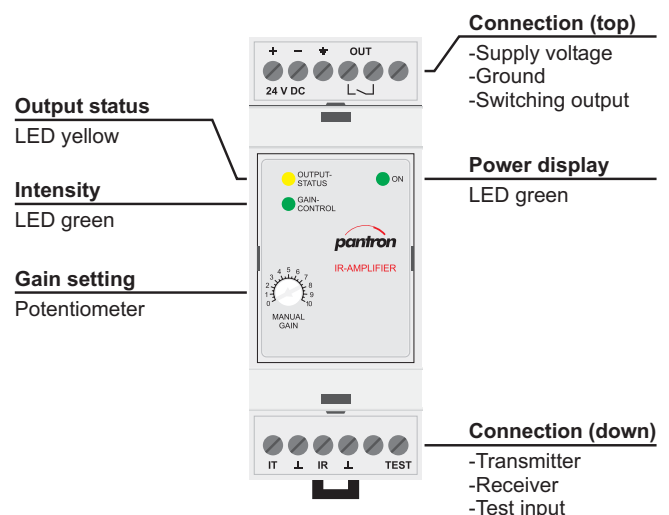 Connection (top)
-Supply voltage
-Ground
-Switching output
+ − OUT
24 V DC
Output status
LED yellow
OUTPUT-
STATUS
ON
Power display
LED green
Intensity
LED green
GAIN-
CONTROL
pantron
IR-AMPLIFIER
Gain setting
Potentiometer
0 1 2 3 4 5 6 7 8 9 10
MANUAL
GAIN
Connection (down)
-Transmitter
-Receiver
-Test input
IT ⊥ IR ⊥ TEST